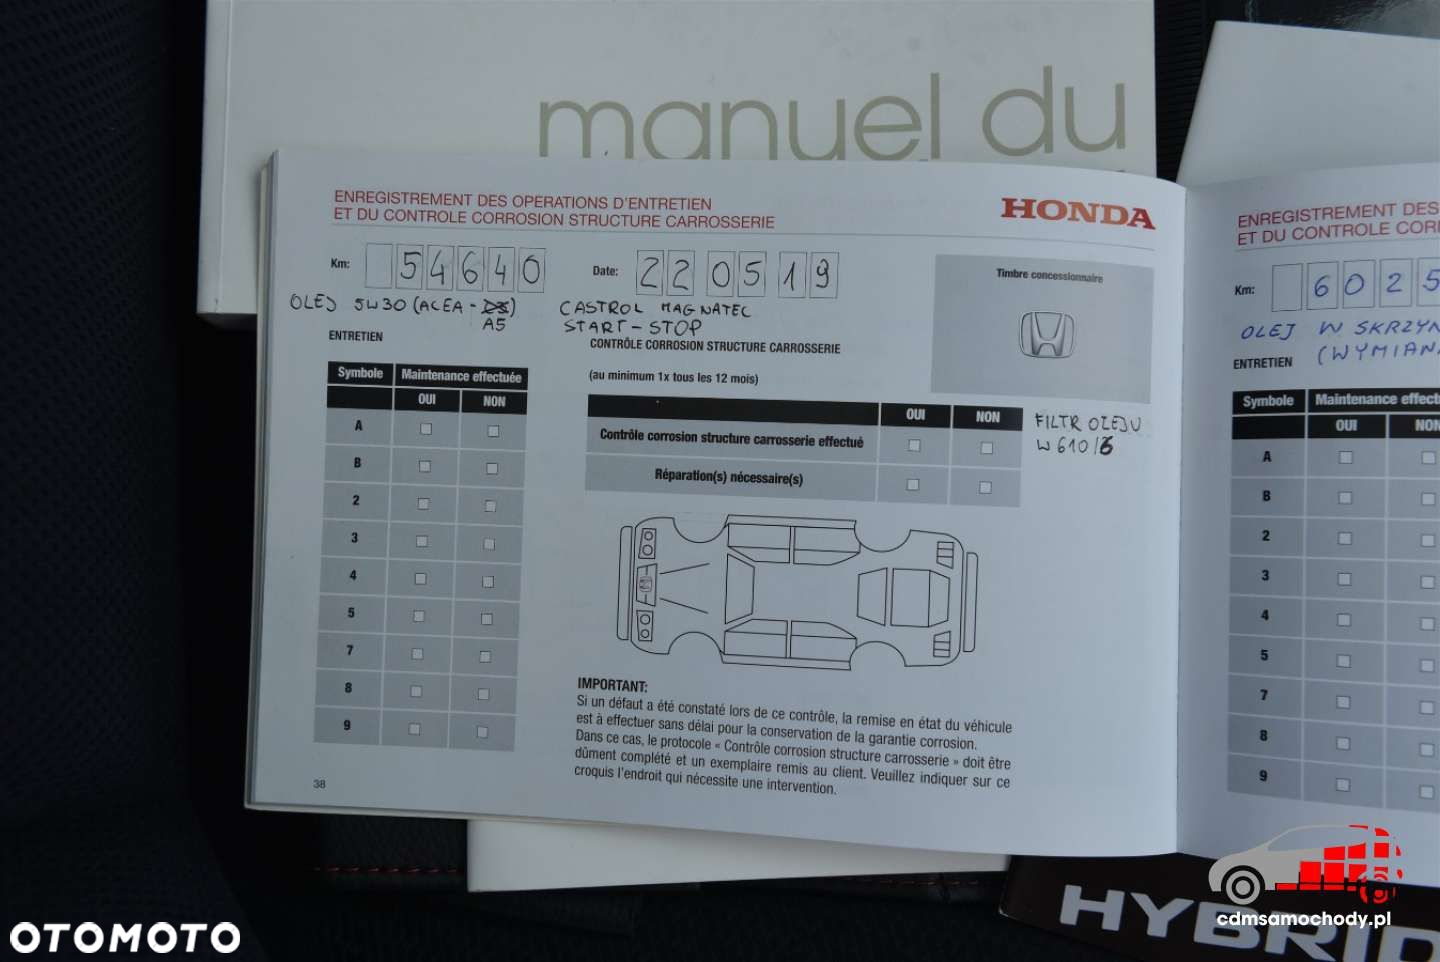 manuel du
ENREGISTREMENT DES OPERATIONS D'ENTRETIEN
ET DU CONTROLE CORROSION STRUCTURE CARROSSERIE
HONDA
Km: 54640 Date: 22 05 19
Timbre concessionnaire
OLEJ 5W30 (ACEA - A5) CASTROL MAGNATEC
START-STOP
ENTRETIEN
CONTRÔLE CORROSION STRUCTURE CARROSSERIE
(au minimum 1x tous les 12 mois)
Symbole Maintenance effectuée
OUI NON
A
B
2
3
4
5
7
8
9
OUI NON
Contrôle corrosion structure carrosserie effectué
Réparation(s) nécessaire(s)
FILTR OLEJU
W610/6
IMPORTANT:
Si un défaut a été constaté lors de ce contrôle, la remise en état du véhicule
est à effectuer sans délai pour la conservation de la garantie corrosion.
Dans ce cas, le protocole « Contrôle corrosion structure carrosserie » doit être
dûment complété et un exemplaire remis au client. Veuillez indiquer sur ce
croquis l'endroit qui nécessite une intervention.
38
ENREGISTREMENT DES
ET DU CONTROLE CORR
Km: 6025
OLEJ W SKRZYN
(WYMIANA
ENTRETIEN
Symbole Maintenance effect
OUI NON
A
B
2
3
4
5
7
8
9
HYBRID
cdmsamochody.pl
OTOMOTO